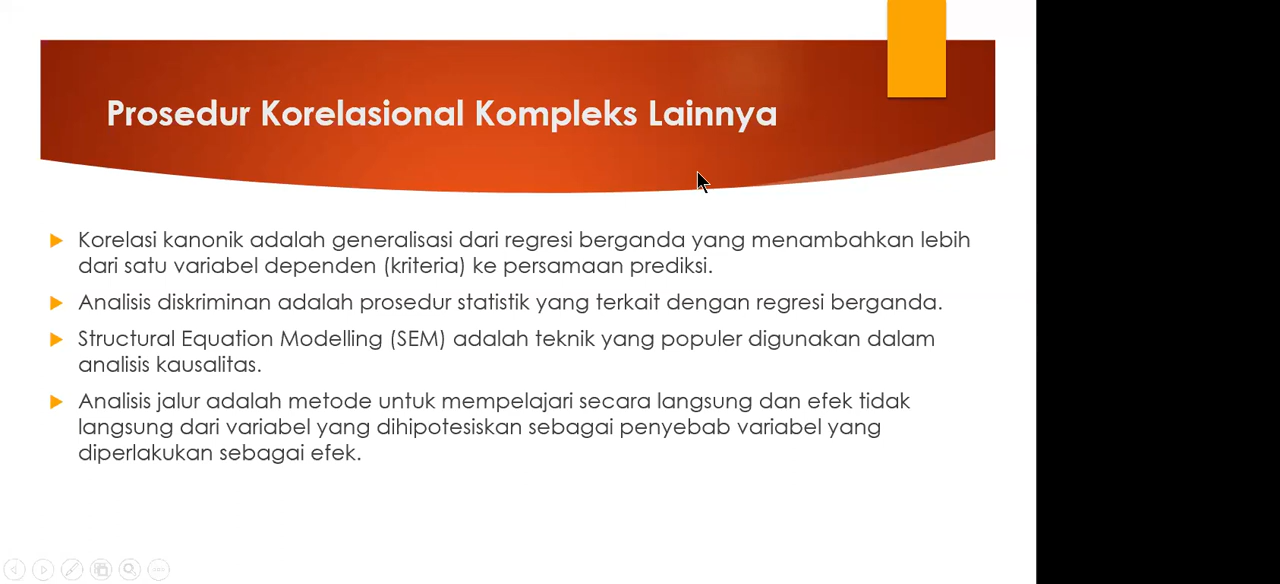 Prosedur Korelasional Kompleks Lainnya
Korelasi kanonik adalah generalisasi dari regresi berganda yang menambahkan lebih
dari satu variabel dependen (kriteria) ke persamaan prediksi.
Analisis diskriminan adalah prosedur statistik yang terkait dengan regresi berganda.
Structural Equation Modelling (SEM) adalah teknik yang populer digunakan dalam
analisis kausalitas.
Analisis jalur adalah metode untuk mempelajari secara langsung dan efek tidak
langsung dari variabel yang dihipotesiskan sebagai penyebab variabel yang
diperlakukan sebagai efek.